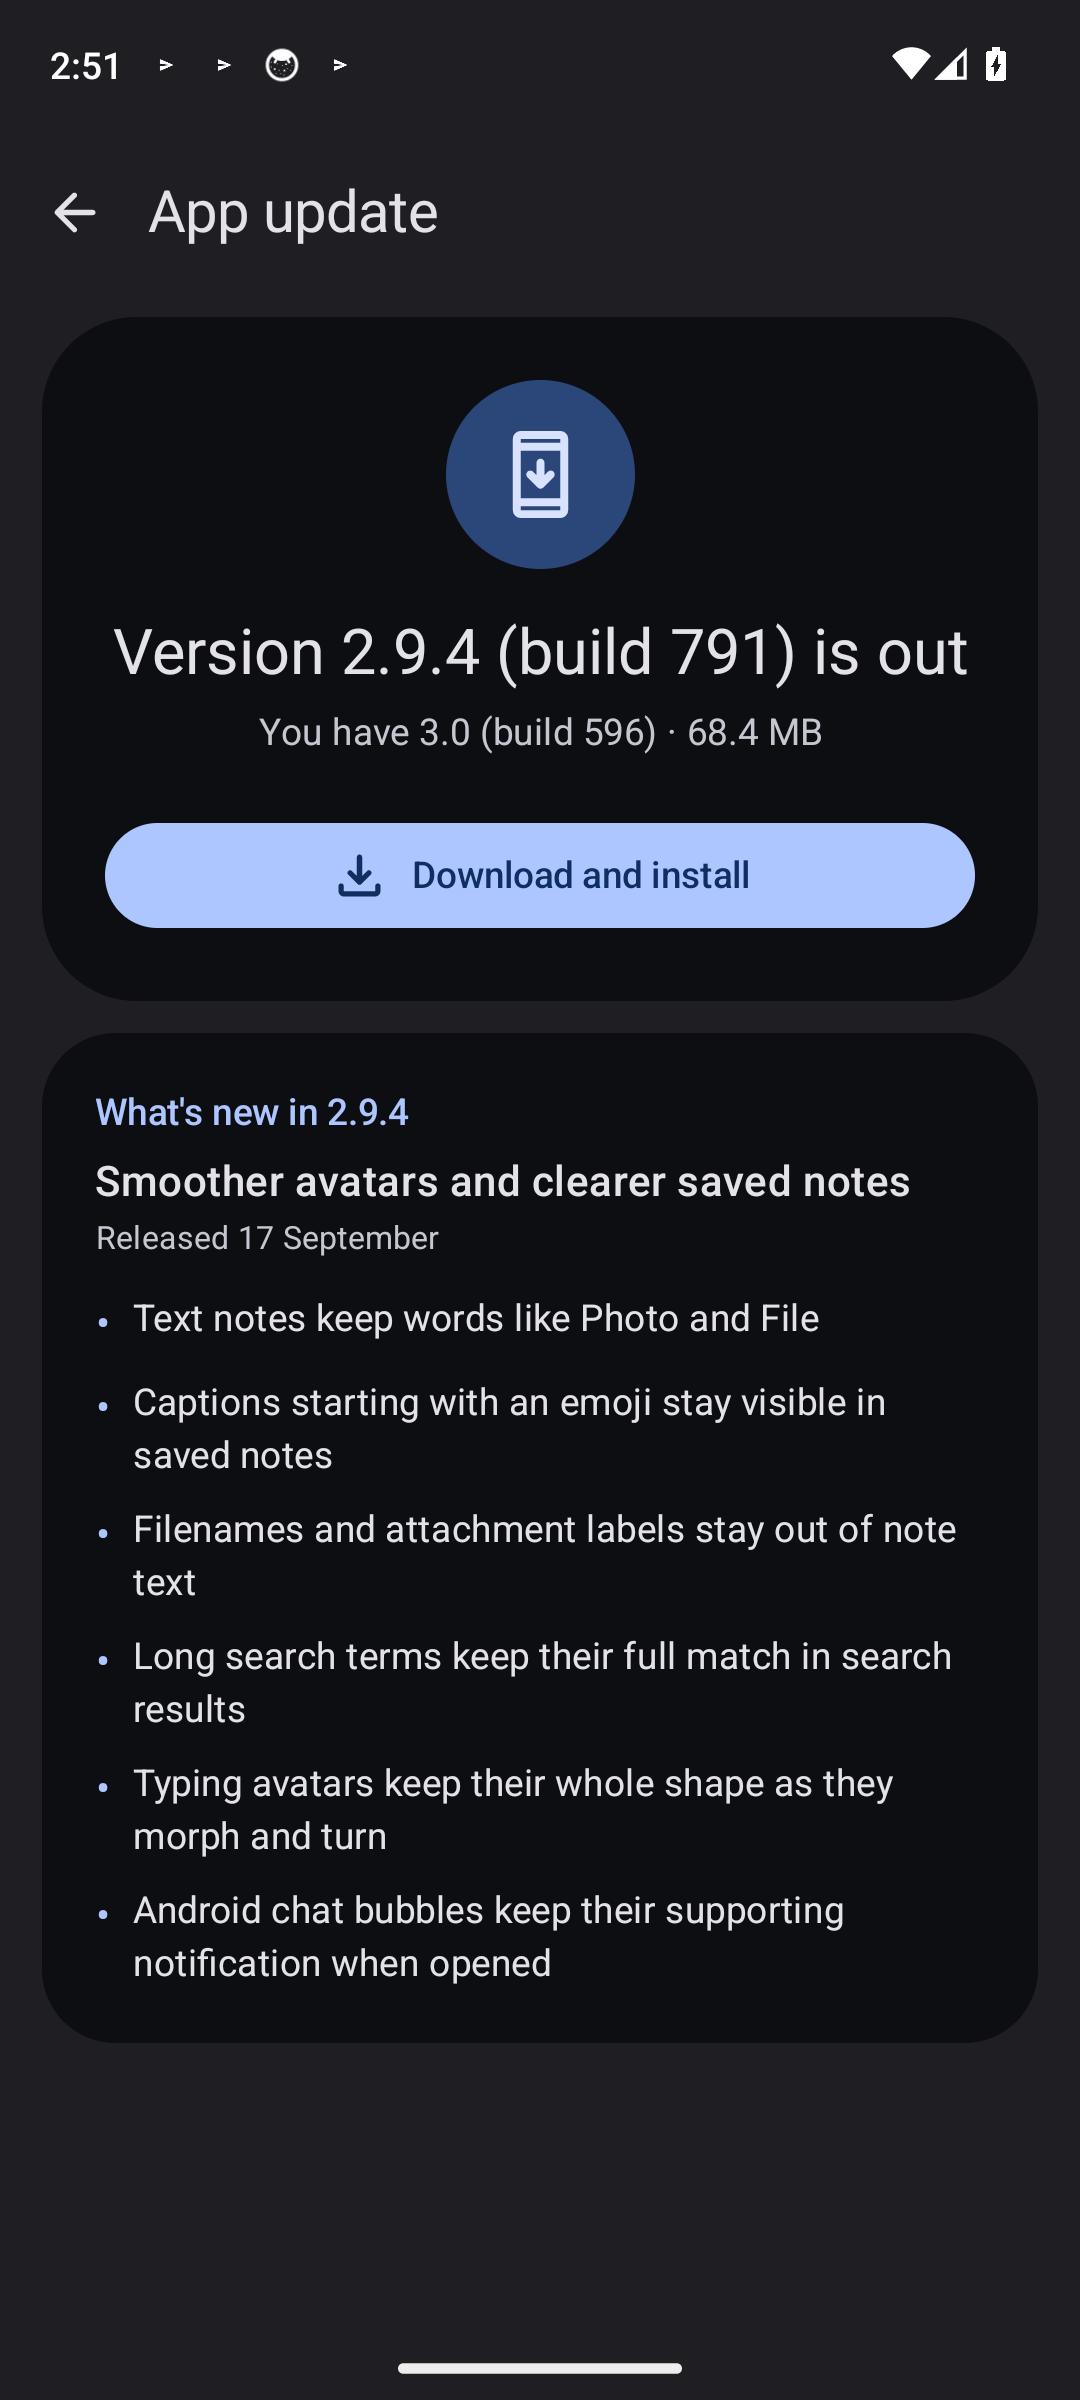 2:51
App update
Version 2.9.4 (build 791) is out
You have 3.0 (build 596) · 68.4 MB
Download and install
What's new in 2.9.4
Smoother avatars and clearer saved notes
Released 17 September
• Text notes keep words like Photo and File
• Captions starting with an emoji stay visible in
saved notes
• Filenames and attachment labels stay out of note
text
• Long search terms keep their full match in search
results
• Typing avatars keep their whole shape as they
morph and turn
• Android chat bubbles keep their supporting
notification when opened